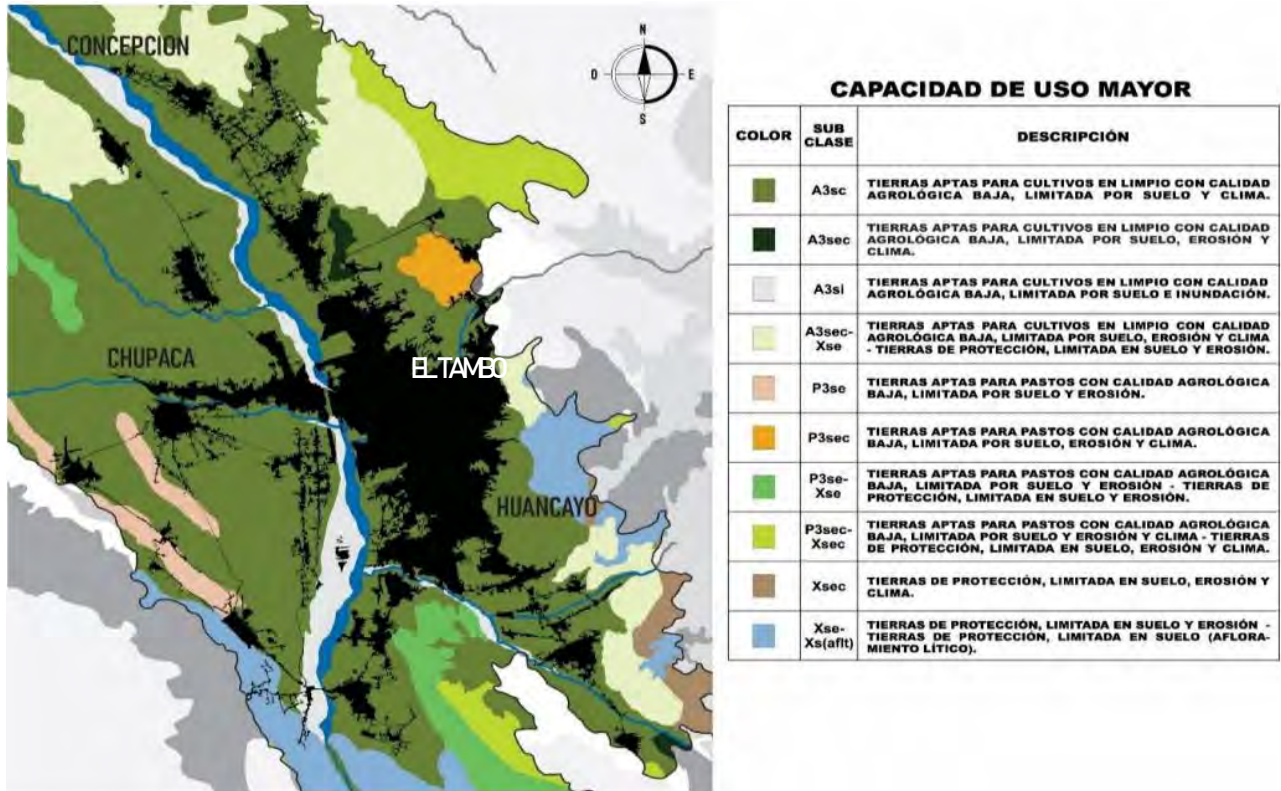 CONCEPCION
N
O
E
S
CHUPACA
EL TAMBO
HUANCAYO
CAPACIDAD DE USO MAYOR
COLOR
SUB
CLASE
DESCRIPCIÓN
A3sc
TIERRAS APTAS PARA CULTIVOS EN LIMPIO CON CALIDAD
AGROLÓGICA BAJA, LIMITADA POR SUELO Y CLIMA.
A3sec
TIERRAS APTAS PARA CULTIVOS EN LIMPIO CON CALIDAD
AGROLÓGICA BAJA, LIMITADA POR SUELO, EROSIÓN Y
CLIMA.
A3si
TIERRAS APTAS PARA CULTIVOS EN LIMPIO CON CALIDAD
AGROLÓGICA BAJA, LIMITADA POR SUELO E INUNDACIÓN.
A3sec-
Xse
TIERRAS APTAS PARA CULTIVOS EN LIMPIO CON CALIDAD
AGROLÓGICA BAJA, LIMITADA POR SUELO, EROSIÓN Y CLIMA
- TIERRAS DE PROTECCIÓN, LIMITADA EN SUELO Y EROSIÓN.
P3se
TIERRAS APTAS PARA PASTOS CON CALIDAD AGROLÓGICA
BAJA, LIMITADA POR SUELO Y EROSIÓN.
P3sec
TIERRAS APTAS PARA PASTOS CON CALIDAD AGROLÓGICA
BAJA, LIMITADA POR SUELO, EROSIÓN Y CLIMA.
P3se-
Xse
TIERRAS APTAS PARA PASTOS CON CALIDAD AGROLÓGICA
BAJA, LIMITADA POR SUELO Y EROSIÓN - TIERRAS DE
PROTECCIÓN, LIMITADA EN SUELO Y EROSIÓN.
P3sec-
Xsec
TIERRAS APTAS PARA PASTOS CON CALIDAD AGROLÓGICA
BAJA, LIMITADA POR SUELO Y EROSIÓN Y CLIMA - TIERRAS
DE PROTECCIÓN, LIMITADA EN SUELO, EROSIÓN Y CLIMA.
Xsec
TIERRAS DE PROTECCIÓN, LIMITADA EN SUELO, EROSIÓN Y
CLIMA.
Xse-
Xs(aflt)
TIERRAS DE PROTECCIÓN, LIMITADA EN SUELO Y EROSIÓN -
TIERRAS DE PROTECCIÓN, LIMITADA EN SUELO (AFLORA-
MIENTO LÍTICO).